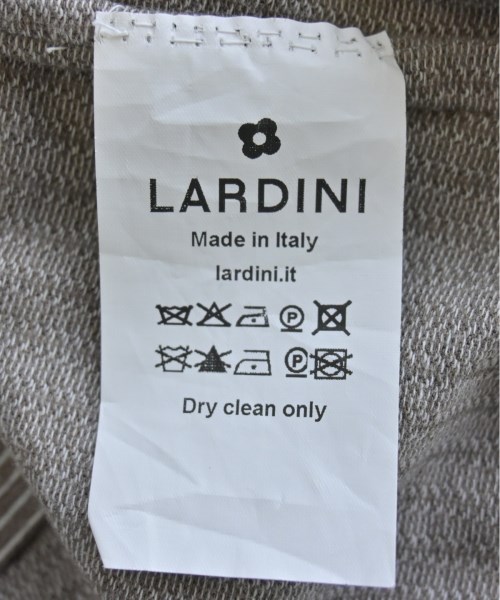 LARDINI
Made in Italy
lardini.it
P
P
Dry clean only